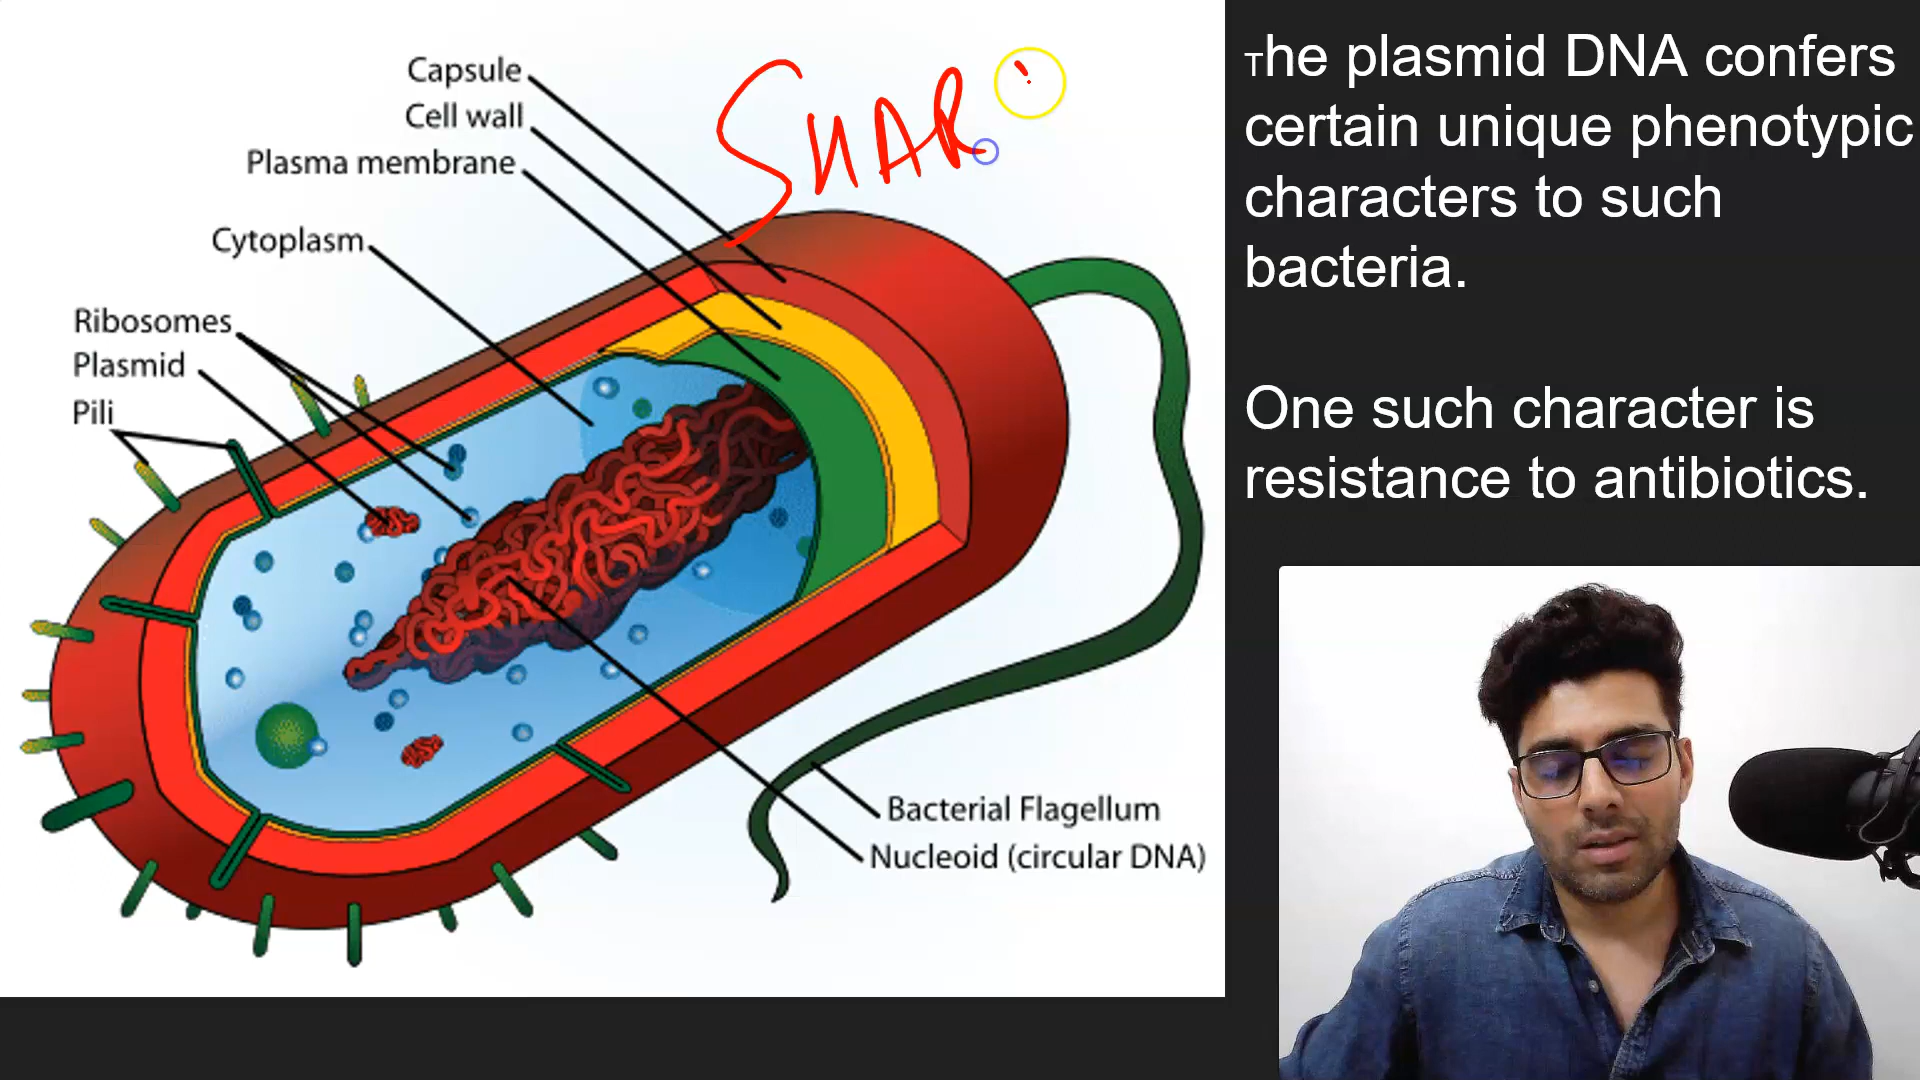 Capsule
Cell wall
Plasma membrane
Cytoplasm
Ribosomes
Plasmid
Pili
SHAR
Bacterial Flagellum
Nucleoid (circular DNA)
The plasmid DNA confers
certain unique phenotypic
characters to such
bacteria.
One such character is
resistance to antibiotics.